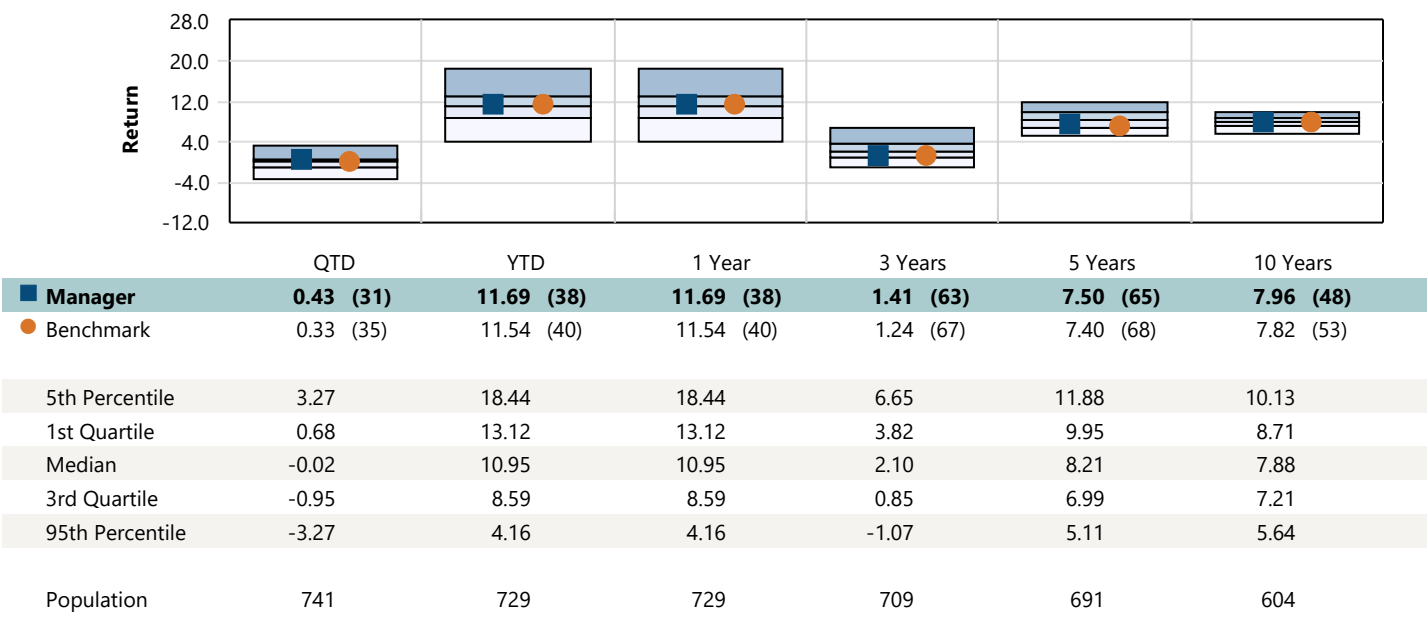 28.0
20.0
12.0
4.0
-4.0
-12.0
Return
QTD YTD 1 Year 3 Years 5 Years 10 Years
Manager 0.43 (31) 11.69 (38) 11.69 (38) 1.41 (63) 7.50 (65) 7.96 (48)
Benchmark 0.33 (35) 11.54 (40) 11.54 (40) 1.24 (67) 7.40 (68) 7.82 (53)
5th Percentile 3.27 18.44 18.44 6.65 11.88 10.13
1st Quartile 0.68 13.12 13.12 3.82 9.95 8.71
Median -0.02 10.95 10.95 2.10 8.21 7.88
3rd Quartile -0.95 8.59 8.59 0.85 6.99 7.21
95th Percentile -3.27 4.16 4.16 -1.07 5.11 5.64
Population 741 729 729 709 691 604